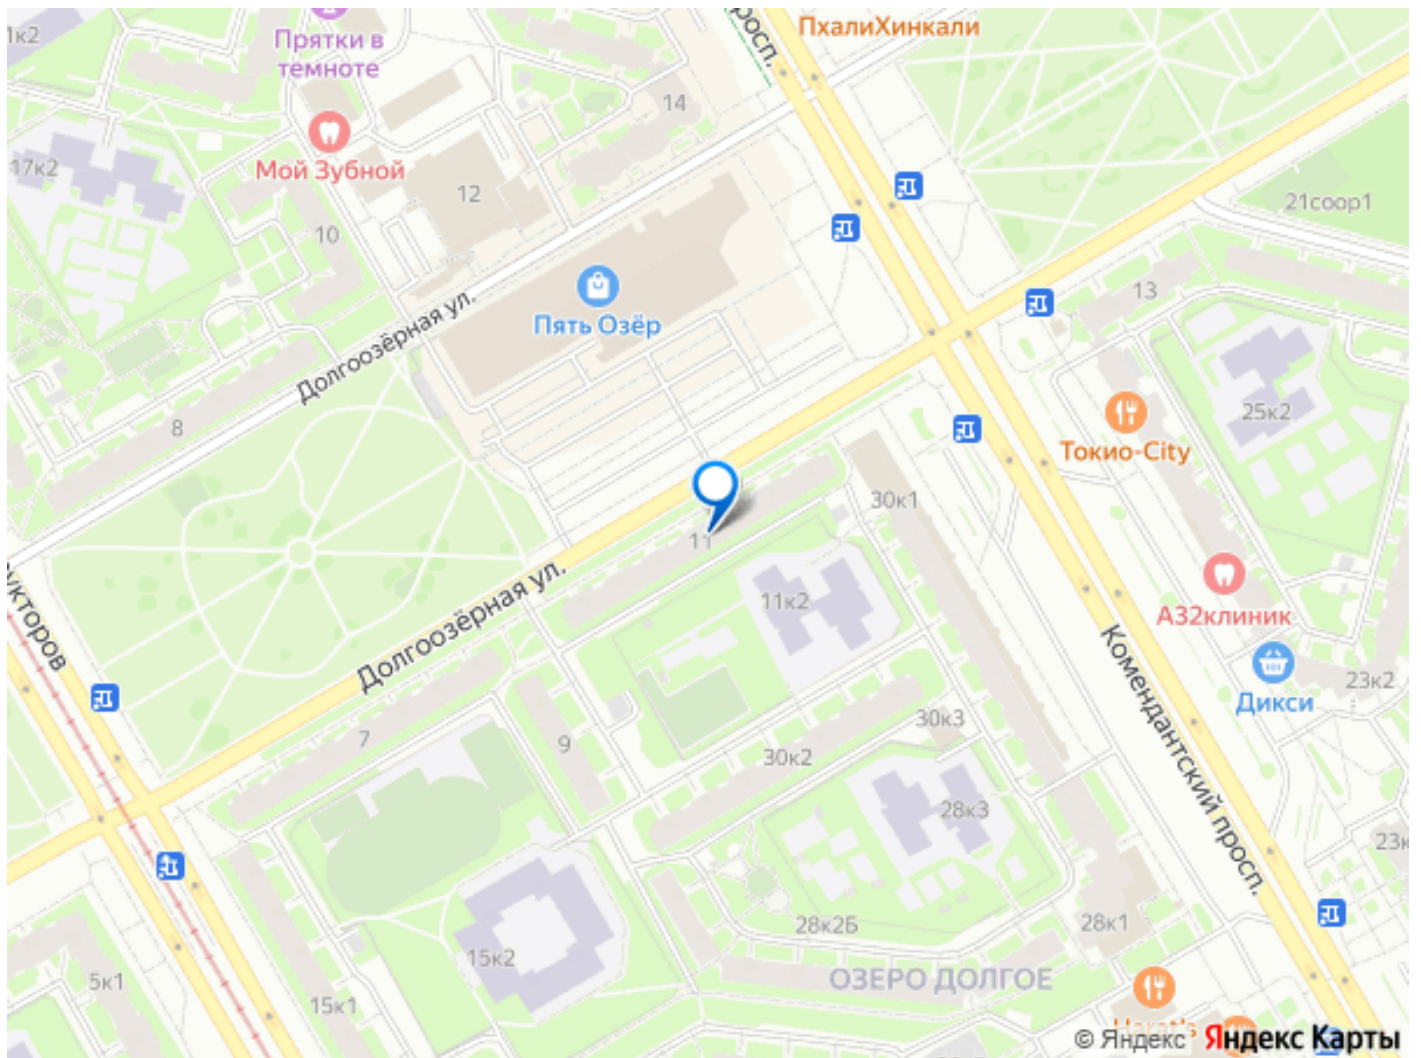 1к2
Прятки в
темноте
просп.
ПхалиХинкали
14
Мой Зубной
17к2
12
10
21соор1
13
Пять Озёр
Долгоозёрная ул.
8
25к2
Токио-City
30к1
11
11к2
А32клиник
Долгоозёрная ул.
Комендантский просп.
Дикси
23к2
30к3
7
9
30к2
28к3
23к
28к2Б
28к1
15к2
5к1
15к1
ОЗЕРО ДОЛГОЕ
© Яндекс Яндекс Карты